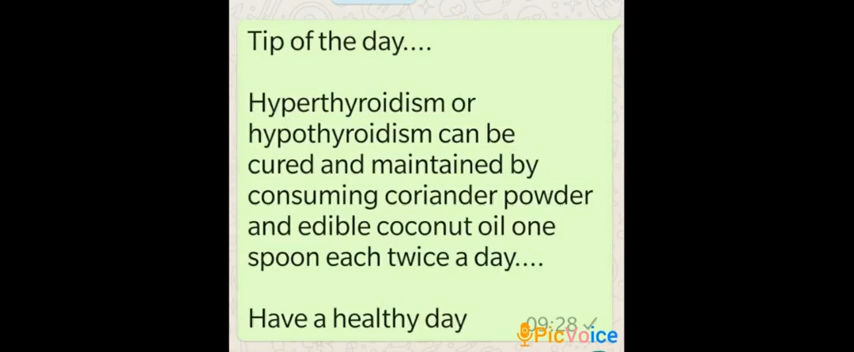 Tip of the day....
Hyperthyroidism or
hypothyroidism can be
cured and maintained by
consuming coriander powder
and edible coconut oil one
spoon each twice a day....
Have a healthy day
09:28
PicVoice